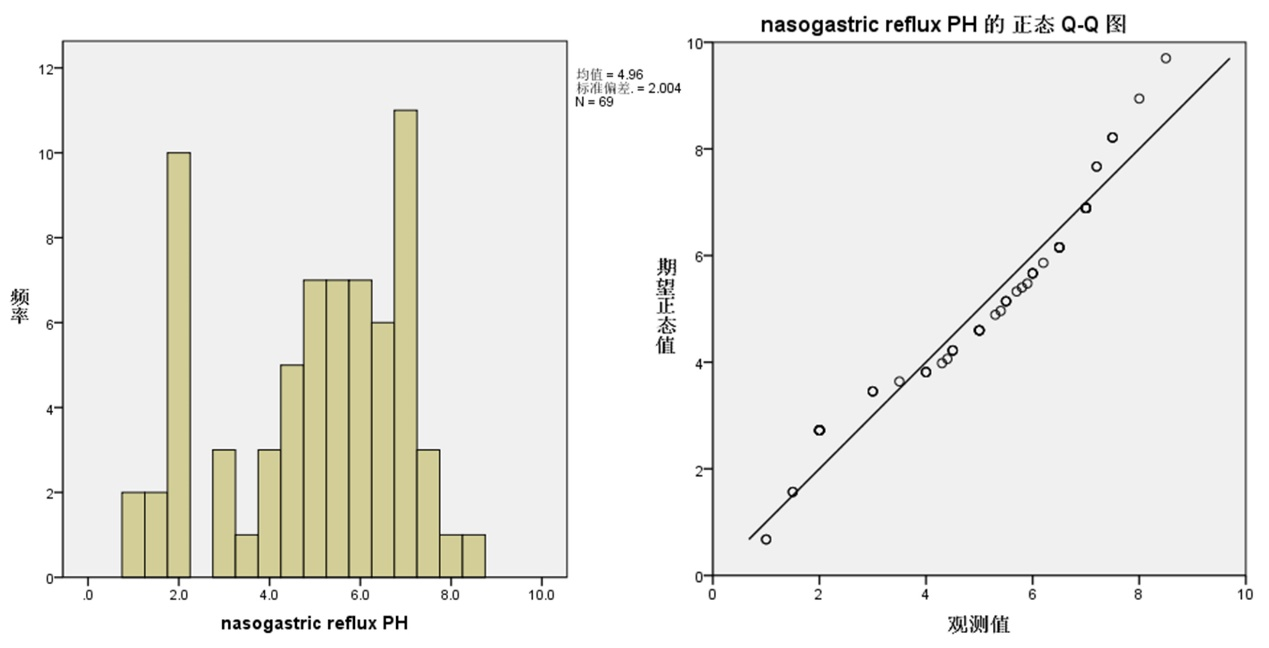 12
10
8
6
4
2
0
频率
.0 2.0 4.0 6.0 8.0 10.0
nasogastric reflux PH
均值 = 4.96
标准偏差. = 2.004
N = 69
nasogastric reflux PH 的 正态 Q-Q 图
10
8
6
4
2
0
期望正态值
0 2 4 6 8 10
观测值